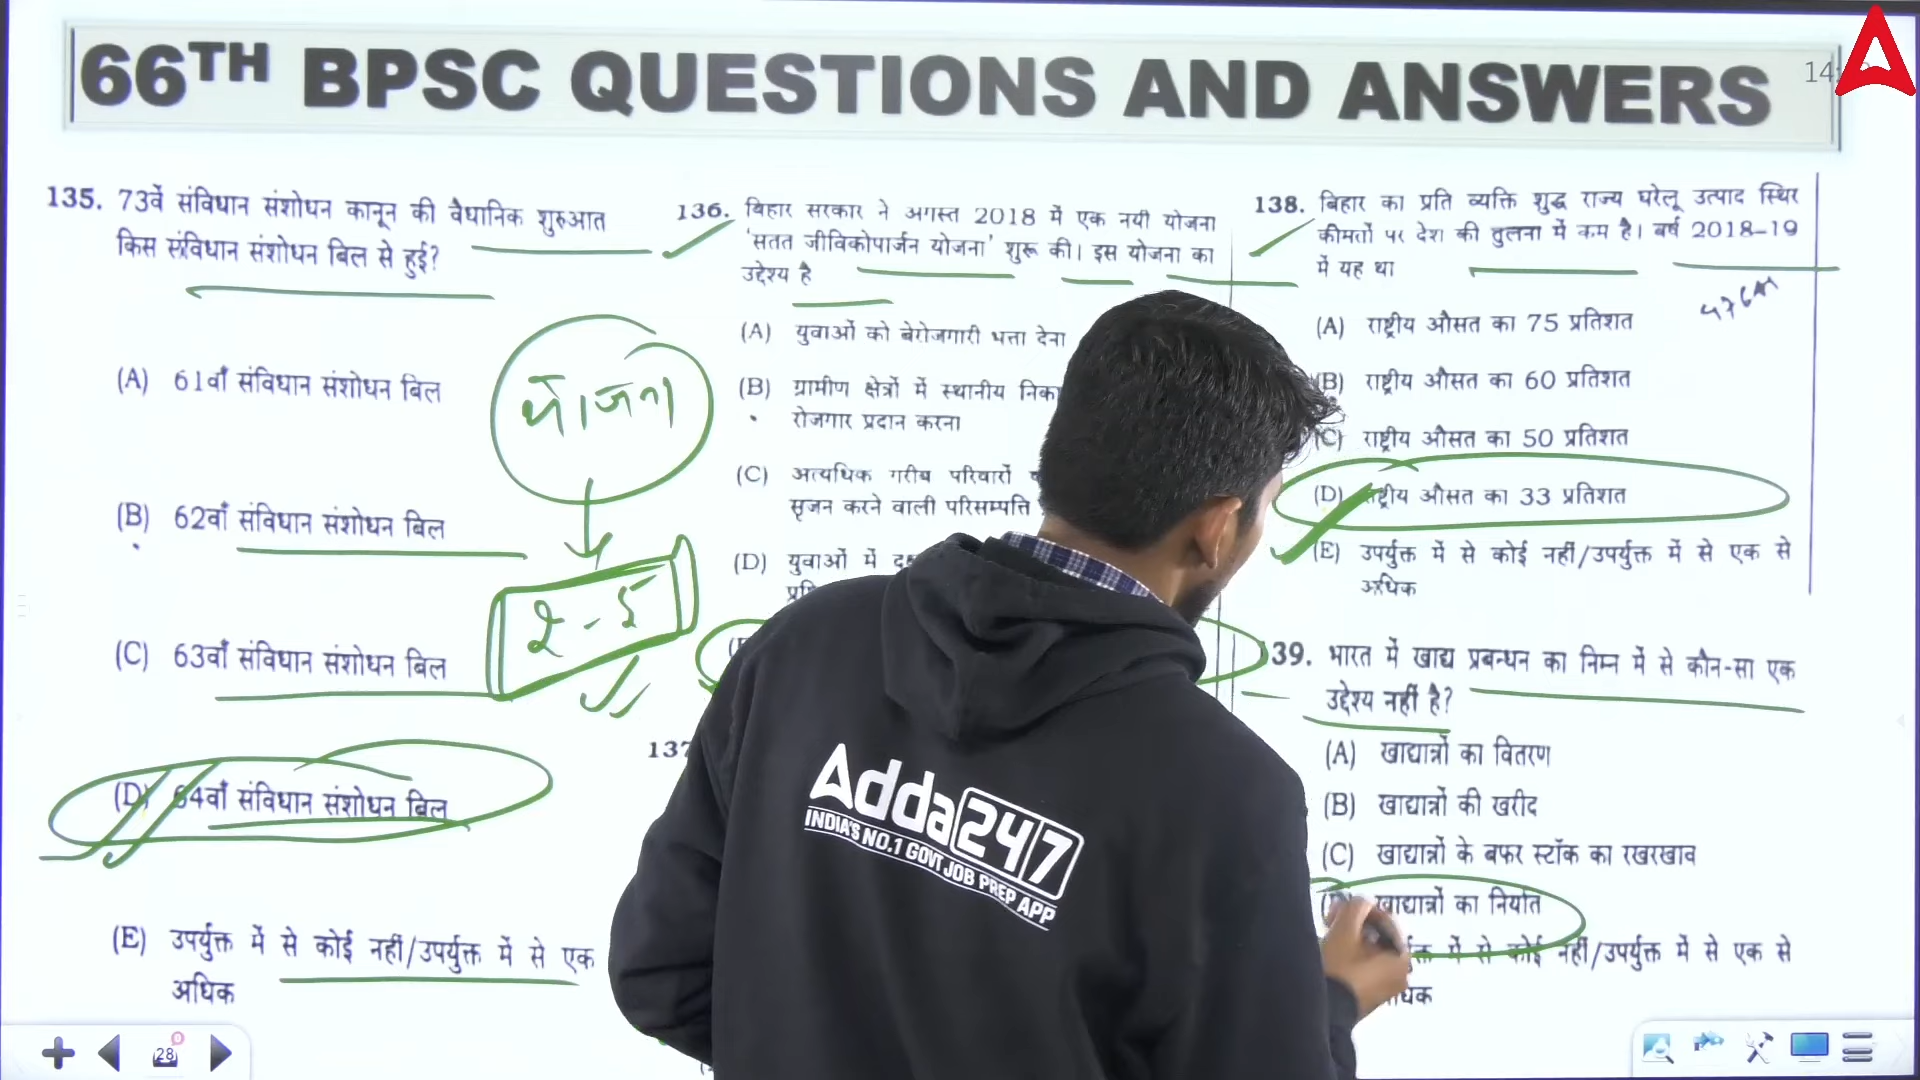 66TH BPSC QUESTIONS AND ANSWERS
135. 73वें संविधान संशोधन कानून की वैधानिक शुरुआत
किस संविधान संशोधन बिल से हुई?
(A) 61वाँ संविधान संशोधन बिल
(B) 62वाँ संविधान संशोधन बिल
(C) 63वाँ संविधान संशोधन बिल
(D) 64वाँ संविधान संशोधन बिल
(E) उपर्युक्त में से कोई नहीं/उपर्युक्त में से एक
अधिक
योजना
2-5
136. बिहार सरकार ने अगस्त 2018 में एक नयी योजना
'सतत जीविकोपार्जन योजना' शुरू की। इस योजना का
उद्देश्य है
(A) युवाओं को बेरोजगारी भत्ता देना
(B) ग्रामीण क्षेत्रों में स्थानीय
रोजगार प्रदान करना
(C) अत्यधिक गरीब परिवारों
सृजन करने वाली परिसम्पत्ति
(D) युवाओं में
137
138. बिहार का प्रति व्यक्ति शुद्ध राज्य घरेलू उत्पाद स्थिर
कीमतों पर देश की तुलना में कम है। वर्ष 2018-19
में यह था
(A) राष्ट्रीय औसत का 75 प्रतिशत
(B) राष्ट्रीय औसत का 60 प्रतिशत
(C) राष्ट्रीय औसत का 50 प्रतिशत
(D) राष्ट्रीय औसत का 33 प्रतिशत
(E) उपर्युक्त में से कोई नहीं/उपर्युक्त में से एक से
अधिक
39. भारत में खाद्य प्रबन्धन का निम्न में से कौन-सा एक
उद्देश्य नहीं है?
(A) खाद्यान्नों का वितरण
(B) खाद्यान्नों की खरीद
(C) खाद्यान्नों के बफर स्टॉक का रखरखाव
खाद्यान्नों का निर्यात
में से कोई नहीं/उपर्युक्त में से एक से
Adda247
INDIA'S NO.1 GOVT JOB PREP APP
28